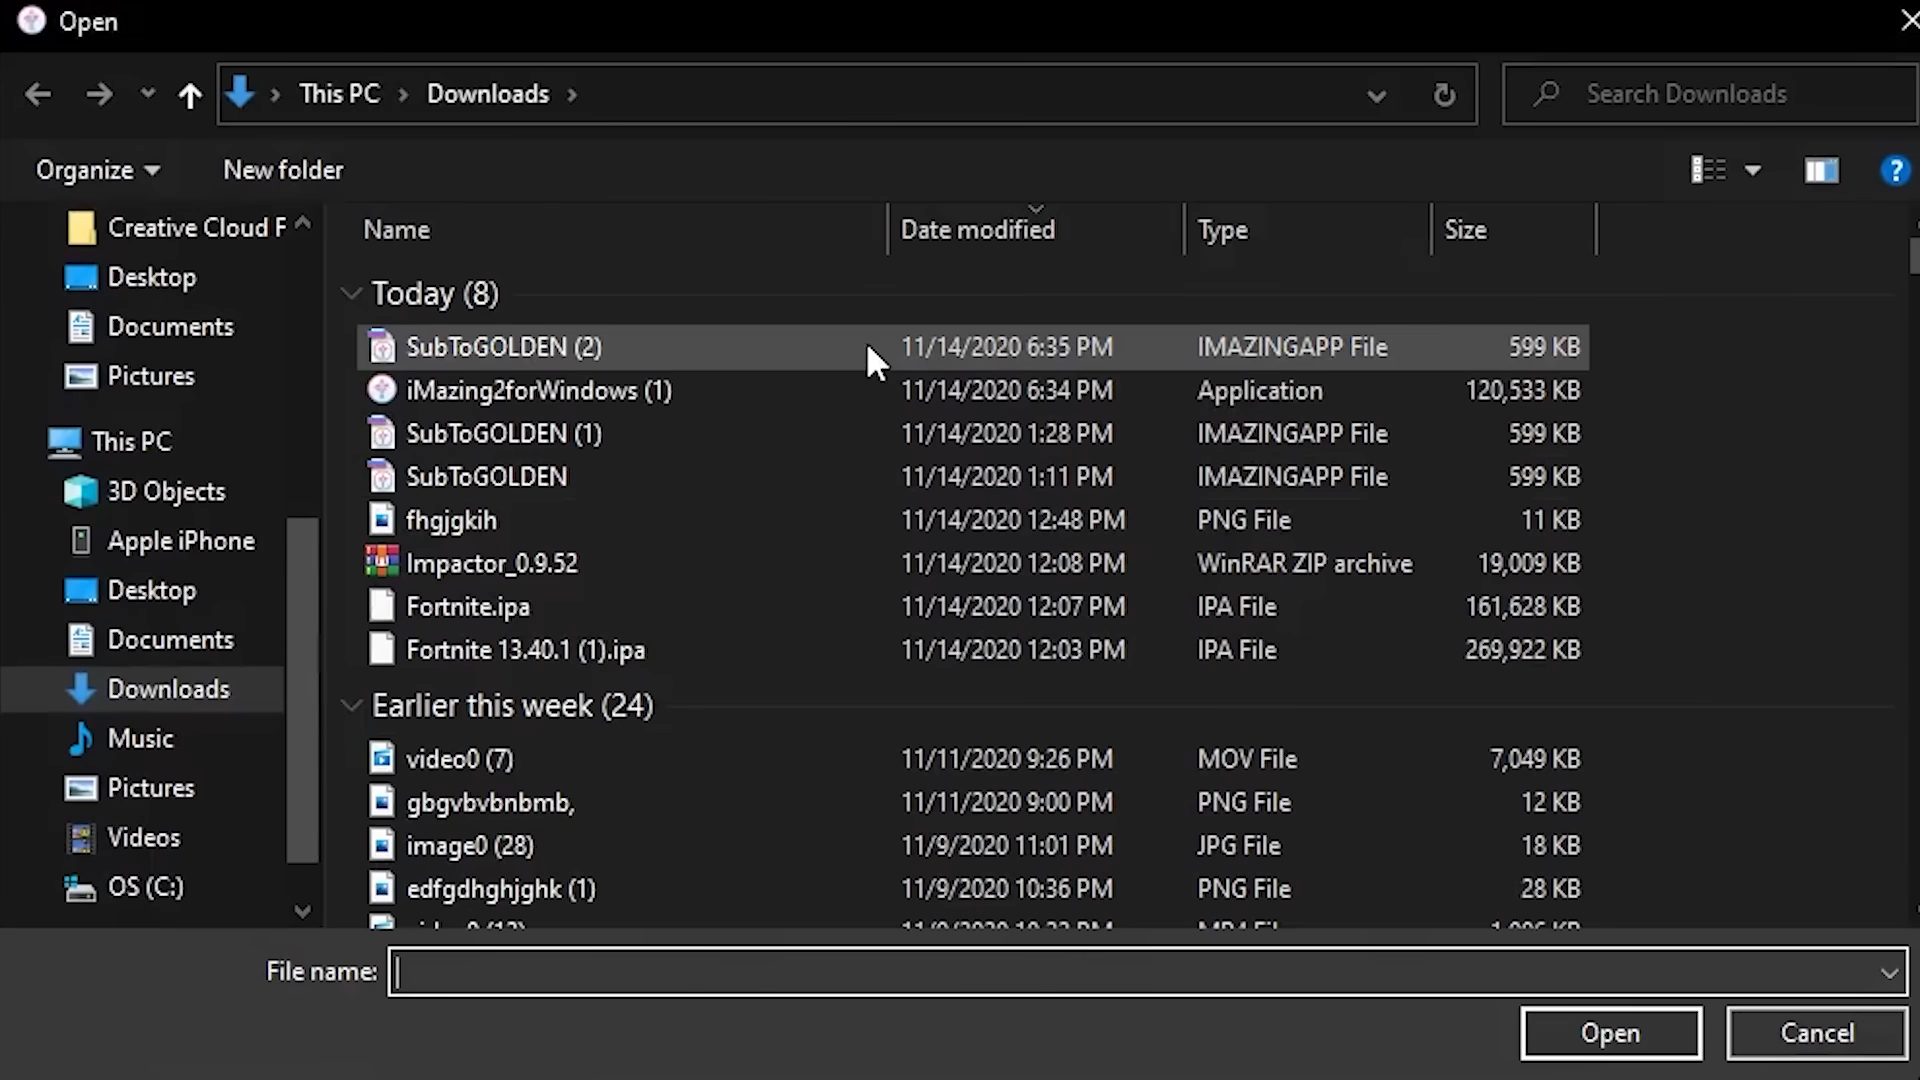 Open
This PC
Downloads
Search Downloads
Organize
New folder
?
Creative Cloud F
Desktop
Documents
Pictures
This PC
3D Objects
Apple iPhone
Desktop
Documents
Downloads
Music
Pictures
Videos
OS (C:)
Name Date modified Type Size
Today (8)
SubToGOLDEN (2) 11/14/2020 6:35 PM IMAZINGAPP File 599 KB
iMazing2forWindows (1) 11/14/2020 6:34 PM Application 120,533 KB
SubToGOLDEN (1) 11/14/2020 1:28 PM IMAZINGAPP File 599 KB
SubToGOLDEN 11/14/2020 1:11 PM IMAZINGAPP File 599 KB
fhgjgkih 11/14/2020 12:48 PM PNG File 11 KB
Impactor_0.9.52 11/14/2020 12:08 PM WinRAR ZIP archive 19,009 KB
Fortnite.ipa 11/14/2020 12:07 PM IPA File 161,628 KB
Fortnite 13.40.1 (1).ipa 11/14/2020 12:03 PM IPA File 269,922 KB
Earlier this week (24)
video0 (7) 11/11/2020 9:26 PM MOV File 7,049 KB
gbgvbvbnbmb, 11/11/2020 9:00 PM PNG File 12 KB
image0 (28) 11/9/2020 11:01 PM JPG File 18 KB
edfgdhghjghk (1) 11/9/2020 10:36 PM PNG File 28 KB
File name:
Open
Cancel